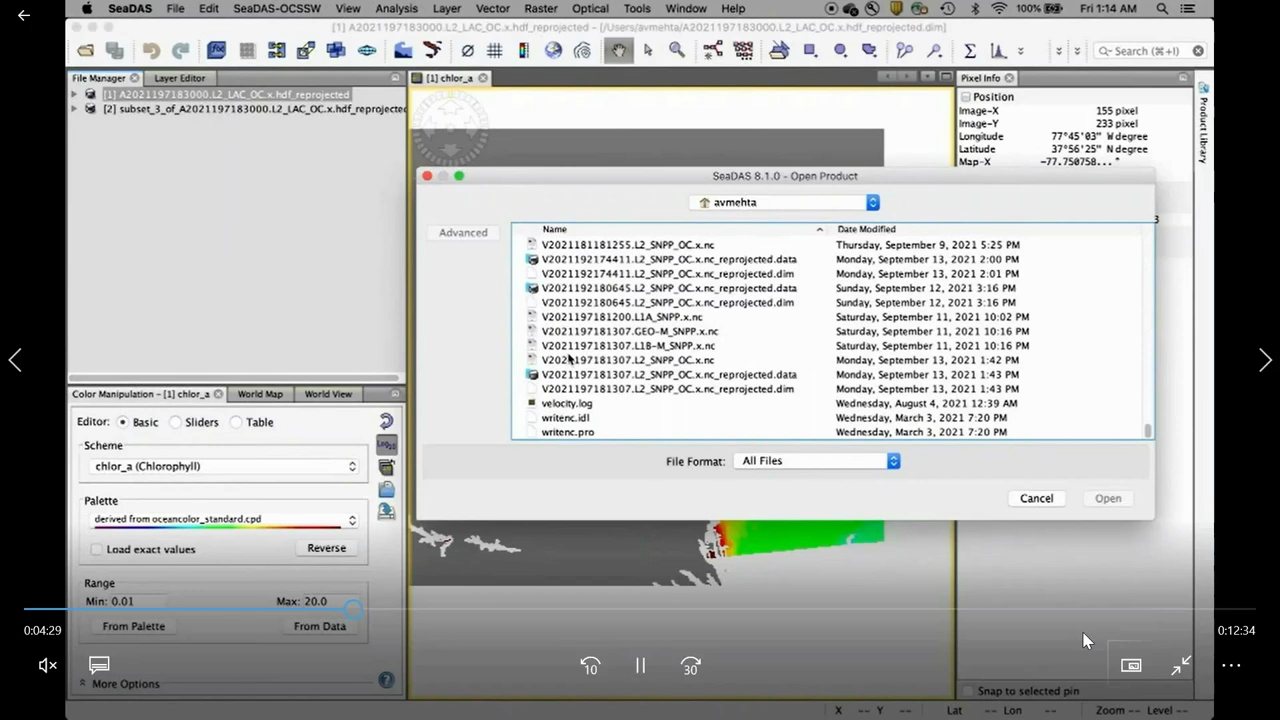 SeaDAS File Edit SeaDAS-OCSSW View Analysis Layer Vector Raster Optical Tools Window Help 100% Fri 1:14 AM
[1] A2021197183000.L2_LAC_OC.x.hdf_reprojected - [/Users/avmehta/A2021197183000.L2_LAC_OC.x.hdf_reprojected.dim]
Search (⌘+I)
File Manager Layer Editor [1] chlor_a Pixel Info
[1] A2021197183000.L2_LAC_OC.x.hdf_reprojected
[2] subset_3_of_A2021197183000.L2_LAC_OC.x.hdf_reprojected
Position
Image-X 155 pixel
Image-Y 233 pixel
Longitude 77°45'03" W degree
Latitude 37°56'25" N degree
Map-X -77.750758... °
Product Library
3
SeaDAS 8.1.0 - Open Product
avmehta
Advanced
Name Date Modified
V2021181181255.L2_SNPP_OC.x.nc Thursday, September 9, 2021 5:25 PM
V2021192174411.L2_SNPP_OC.x.nc_reprojected.data Monday, September 13, 2021 2:00 PM
V2021192174411.L2_SNPP_OC.x.nc_reprojected.dim Monday, September 13, 2021 2:01 PM
V2021192180645.L2_SNPP_OC.x.nc_reprojected.data Sunday, September 12, 2021 3:16 PM
V2021192180645.L2_SNPP_OC.x.nc_reprojected.dim Sunday, September 12, 2021 3:16 PM
V2021197181200.L1A_SNPP.x.nc Saturday, September 11, 2021 10:02 PM
V2021197181307.GEO-M_SNPP.x.nc Saturday, September 11, 2021 10:16 PM
V2021197181307.L1B-M_SNPP.x.nc Saturday, September 11, 2021 10:16 PM
V2021197181307.L2_SNPP_OC.x.nc Monday, September 13, 2021 1:42 PM
V2021197181307.L2_SNPP_OC.x.nc_reprojected.data Monday, September 13, 2021 1:43 PM
V2021197181307.L2_SNPP_OC.x.nc_reprojected.dim Monday, September 13, 2021 1:43 PM
velocity.log Wednesday, August 4, 2021 12:39 AM
writenc.idl Wednesday, March 3, 2021 7:20 PM
writenc.pro Wednesday, March 3, 2021 7:20 PM
File Format: All Files
Cancel Open
Color Manipulation - [1] chlor_a World Map World View
Editor: Basic Sliders Table
Scheme
chlor_a (Chlorophyll)
Palette
derived from oceancolor_standard.cpd
Load exact values Reverse
Range
Min: 0.01 Max: 20.0
From Palette From Data
More Options
0:04:29 0:12:34
10 30
Snap to selected pin
X -- Y -- Lat -- Lon -- Zoom -- Level --